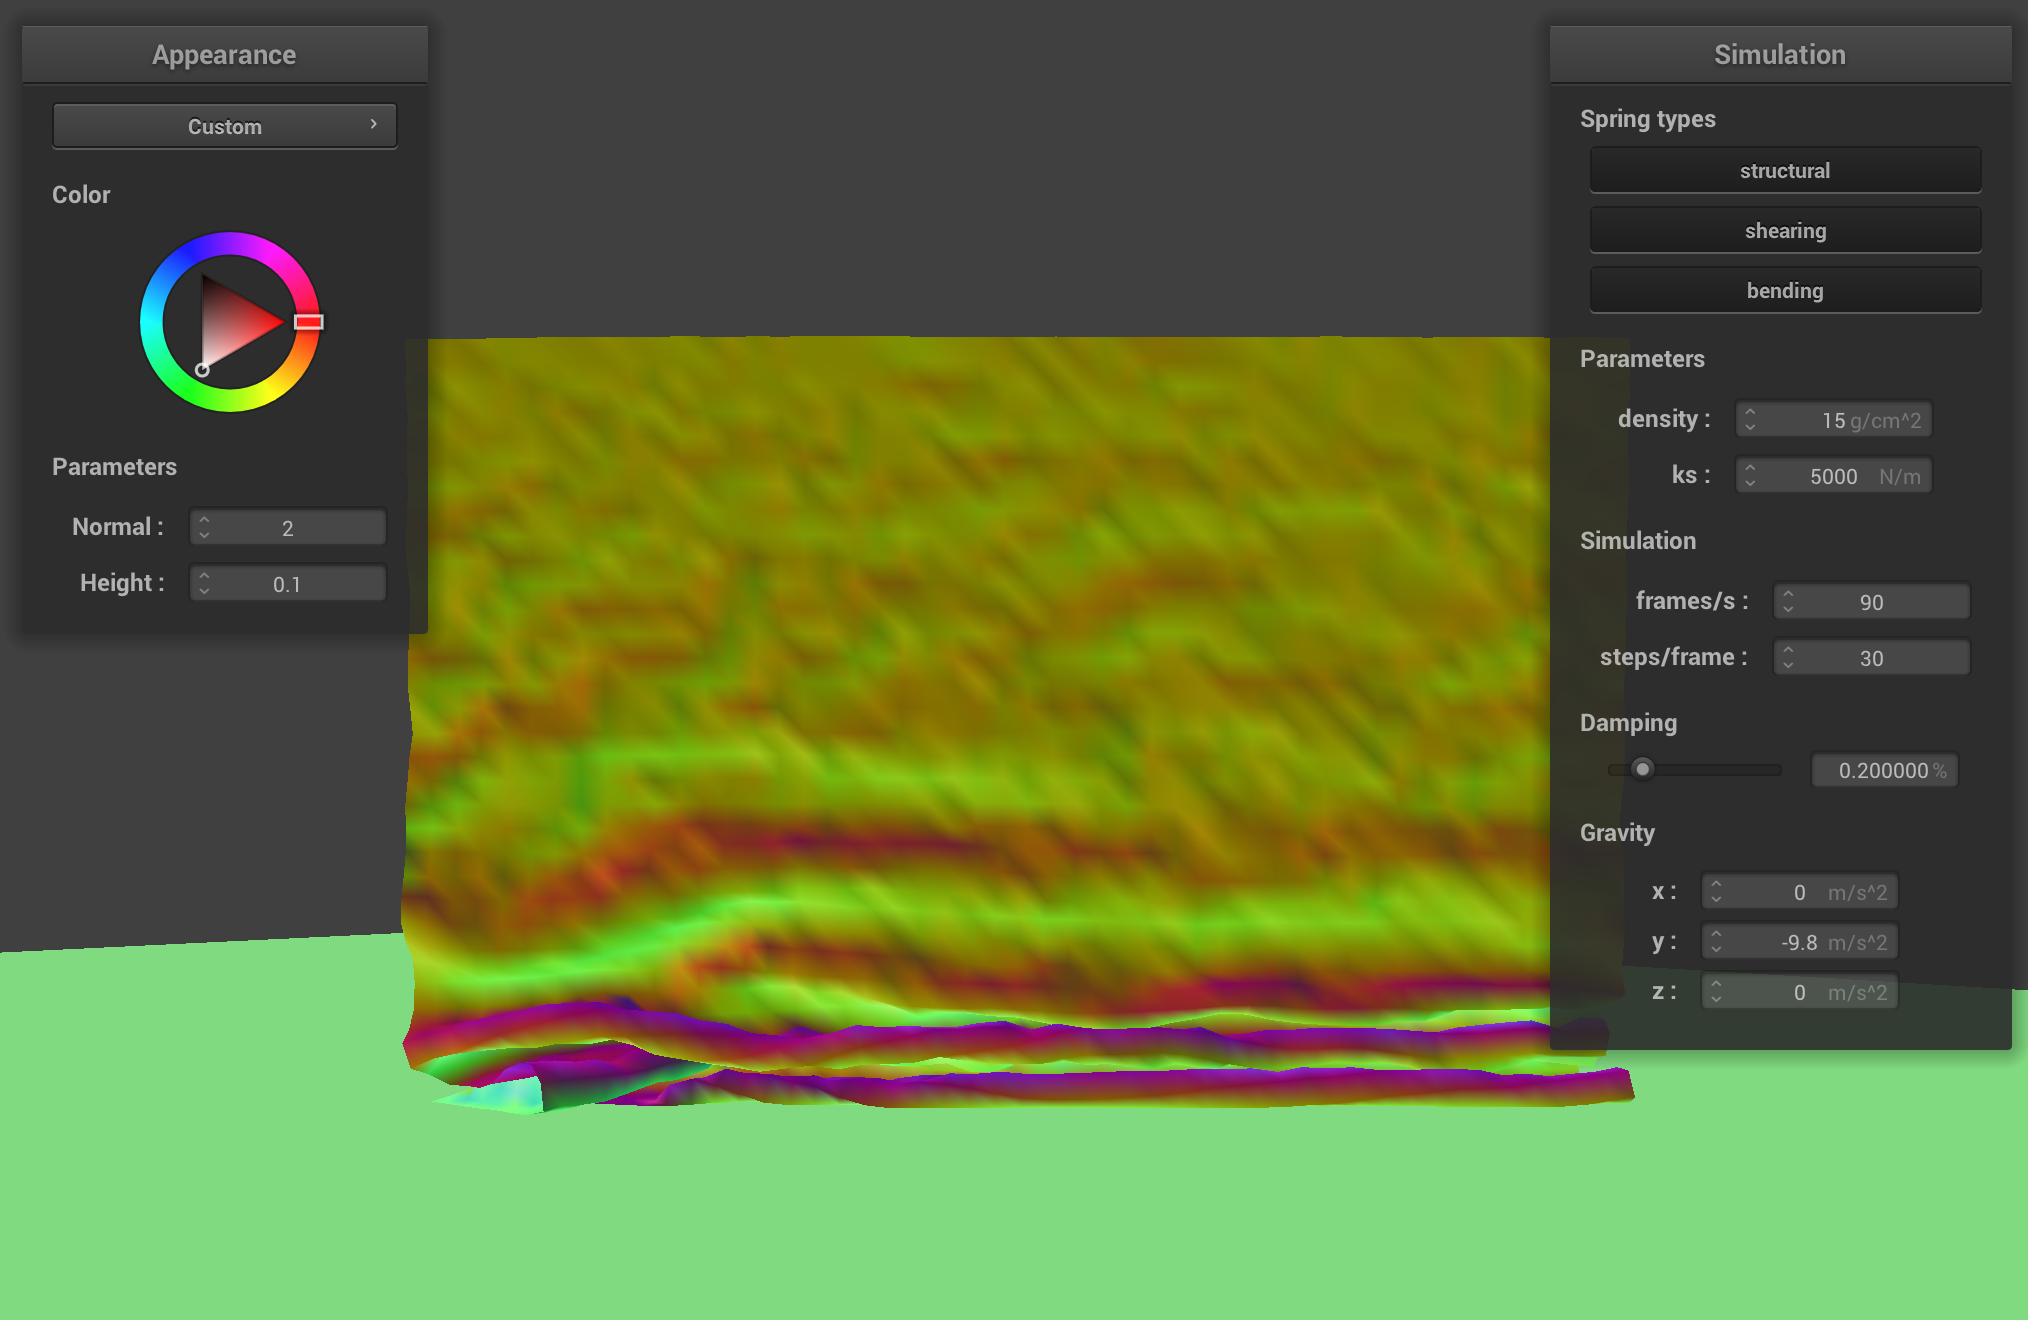 Appearance
Custom
Color
Parameters
Normal : 2
Height : 0.1
Simulation
Spring types
structural
shearing
bending
Parameters
density : 15 g/cm^2
ks : 5000 N/m
Simulation
frames/s : 90
steps/frame : 30
Damping
0.200000 %
Gravity
x : 0 m/s^2
y : -9.8 m/s^2
z : 0 m/s^2